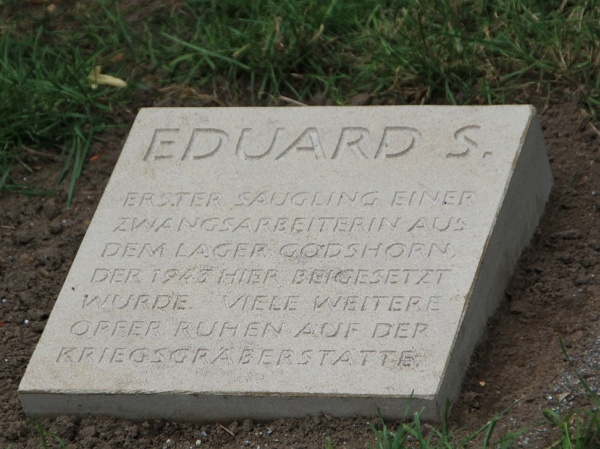 EDUARD S.
ERSTER SÄUGLING EINER
ZWANGSARBEITERIN AUS
DEM LAGER GODSHORN,
DER 1943 HIER BEIGESETZT
WURDE. VIELE WEITERE
OPFER RUHEN AUF DER
KRIEGSGRÄBERSTÄTTE.